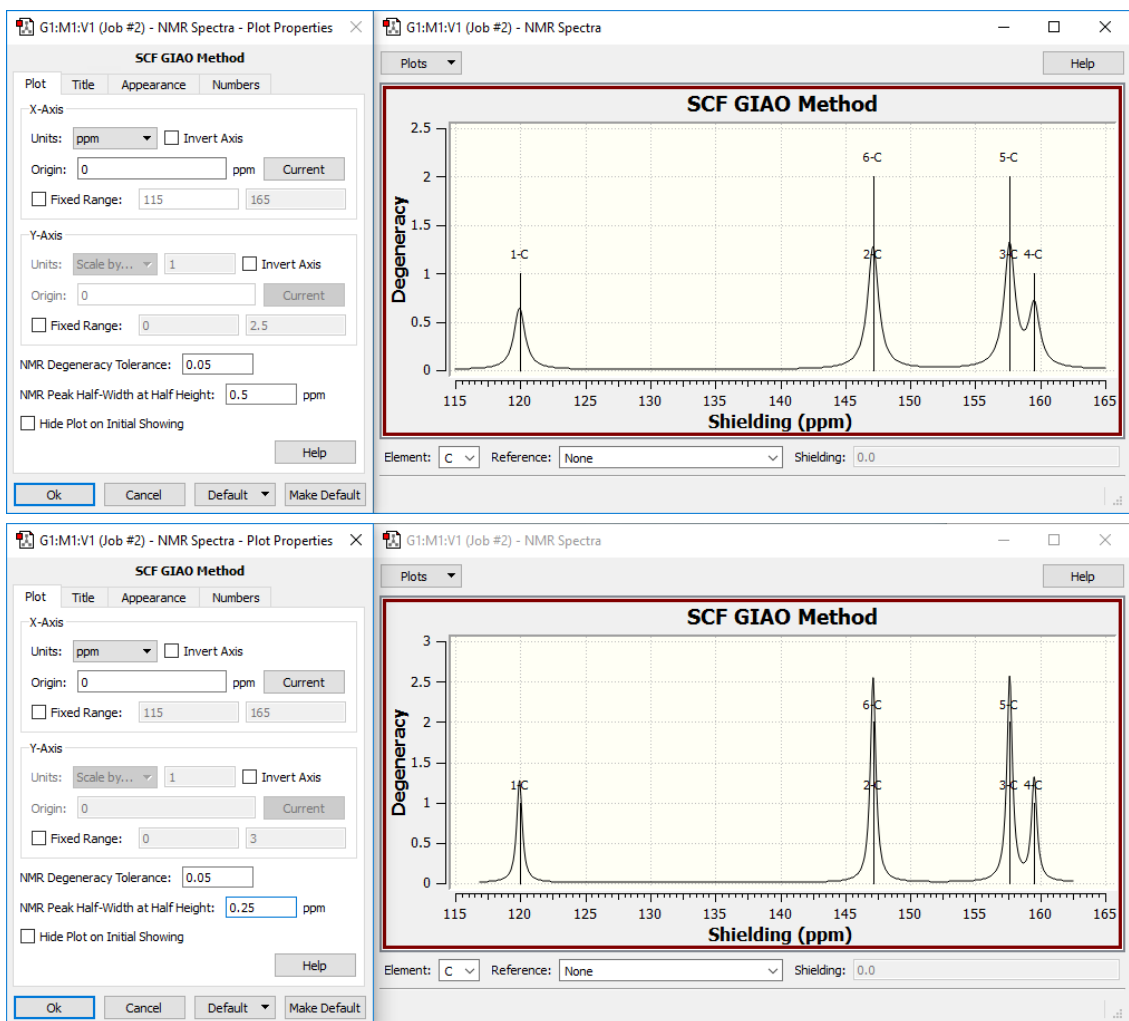 G1:M1:V1 (Job #2) - NMR Spectra - Plot Properties
SCF GIAO Method
Plot Title Appearance Numbers
X-Axis
Units: ppm Invert Axis
Origin: 0 ppm Current
Fixed Range: 115 165
Y-Axis
Units: Scale by... 1 Invert Axis
Origin: 0 Current
Fixed Range: 0 2.5
NMR Degeneracy Tolerance: 0.05
NMR Peak Half-Width at Half Height: 0.5 ppm
Hide Plot on Initial Showing
Help
Ok Cancel Default Make Default
G1:M1:V1 (Job #2) - NMR Spectra
Plots Help
SCF GIAO Method
Degeneracy
2.5
2
1.5
1
0.5
0
6-C 5-C
1-C 2-C 3-C 4-C
115 120 125 130 135 140 145 150 155 160 165
Shielding (ppm)
Element: C Reference: None Shielding: 0.0
G1:M1:V1 (Job #2) - NMR Spectra - Plot Properties
SCF GIAO Method
Plot Title Appearance Numbers
X-Axis
Units: ppm Invert Axis
Origin: 0 ppm Current
Fixed Range: 115 165
Y-Axis
Units: Scale by... 1 Invert Axis
Origin: 0 Current
Fixed Range: 0 3
NMR Degeneracy Tolerance: 0.05
NMR Peak Half-Width at Half Height: 0.25 ppm
Hide Plot on Initial Showing
Help
Ok Cancel Default Make Default
G1:M1:V1 (Job #2) - NMR Spectra
Plots Help
SCF GIAO Method
Degeneracy
3
2.5
2
1.5
1
0.5
0
6-C 5-C
1-C 2-C 3-C 4-C
115 120 125 130 135 140 145 150 155 160 165
Shielding (ppm)
Element: C Reference: None Shielding: 0.0